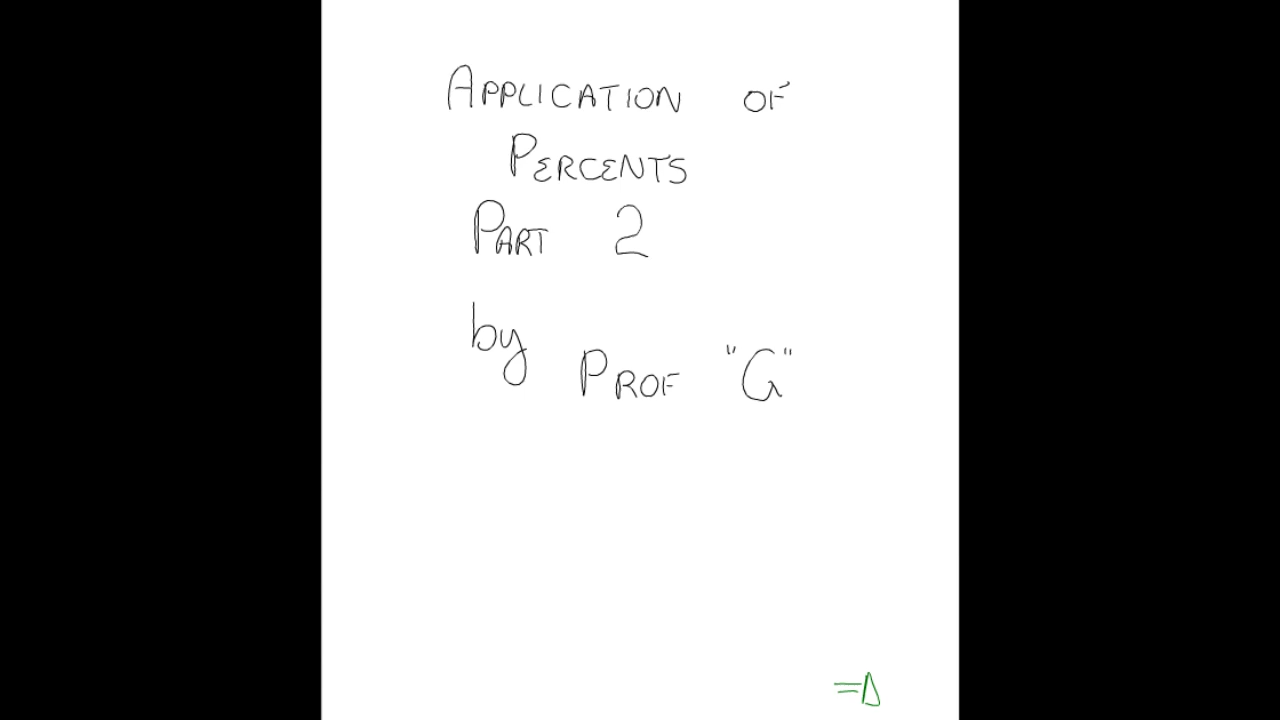 APPLICATION OF
PERCENTS
PART 2
by PROF "G"